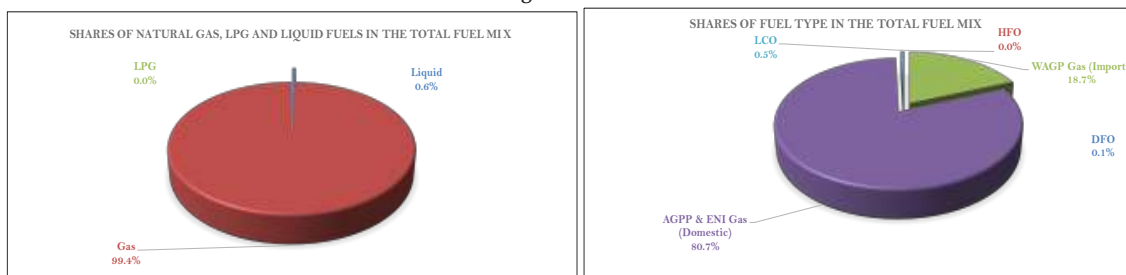 SHARES OF NATURAL GAS, LPG AND LIQUID FUELS IN THE TOTAL FUEL MIX
LPG
0.0%
Liquid
0.6%
Gas
99.4%
SHARES OF FUEL TYPE IN THE TOTAL FUEL MIX
LCO
0.5%
HFO
0.0%
WAGP Gas (Import
18.7%
DFO
0.1%
AGPP & ENI Gas
(Domestic)
80.7%